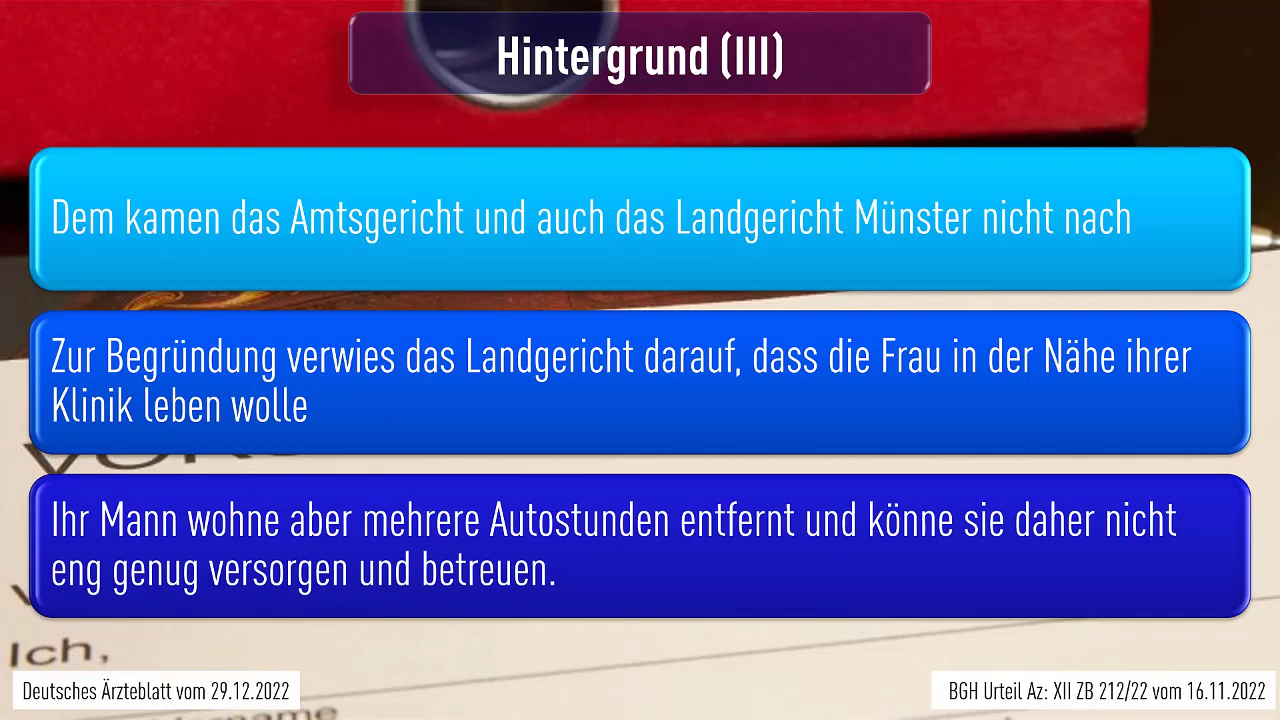 Hintergrund (III)
Dem kamen das Amtsgericht und auch das Landgericht Münster nicht nach
Zur Begründung verwies das Landgericht darauf, dass die Frau in der Nähe ihrer
Klinik leben wolle
Ihr Mann wohne aber mehrere Autostunden entfernt und könne sie daher nicht
eng genug versorgen und betreuen.
Ich,
Deutsches Ärzteblatt vom 29.12.2022
BGH Urteil Az: XII ZB 212/22 vom 16.11.2022